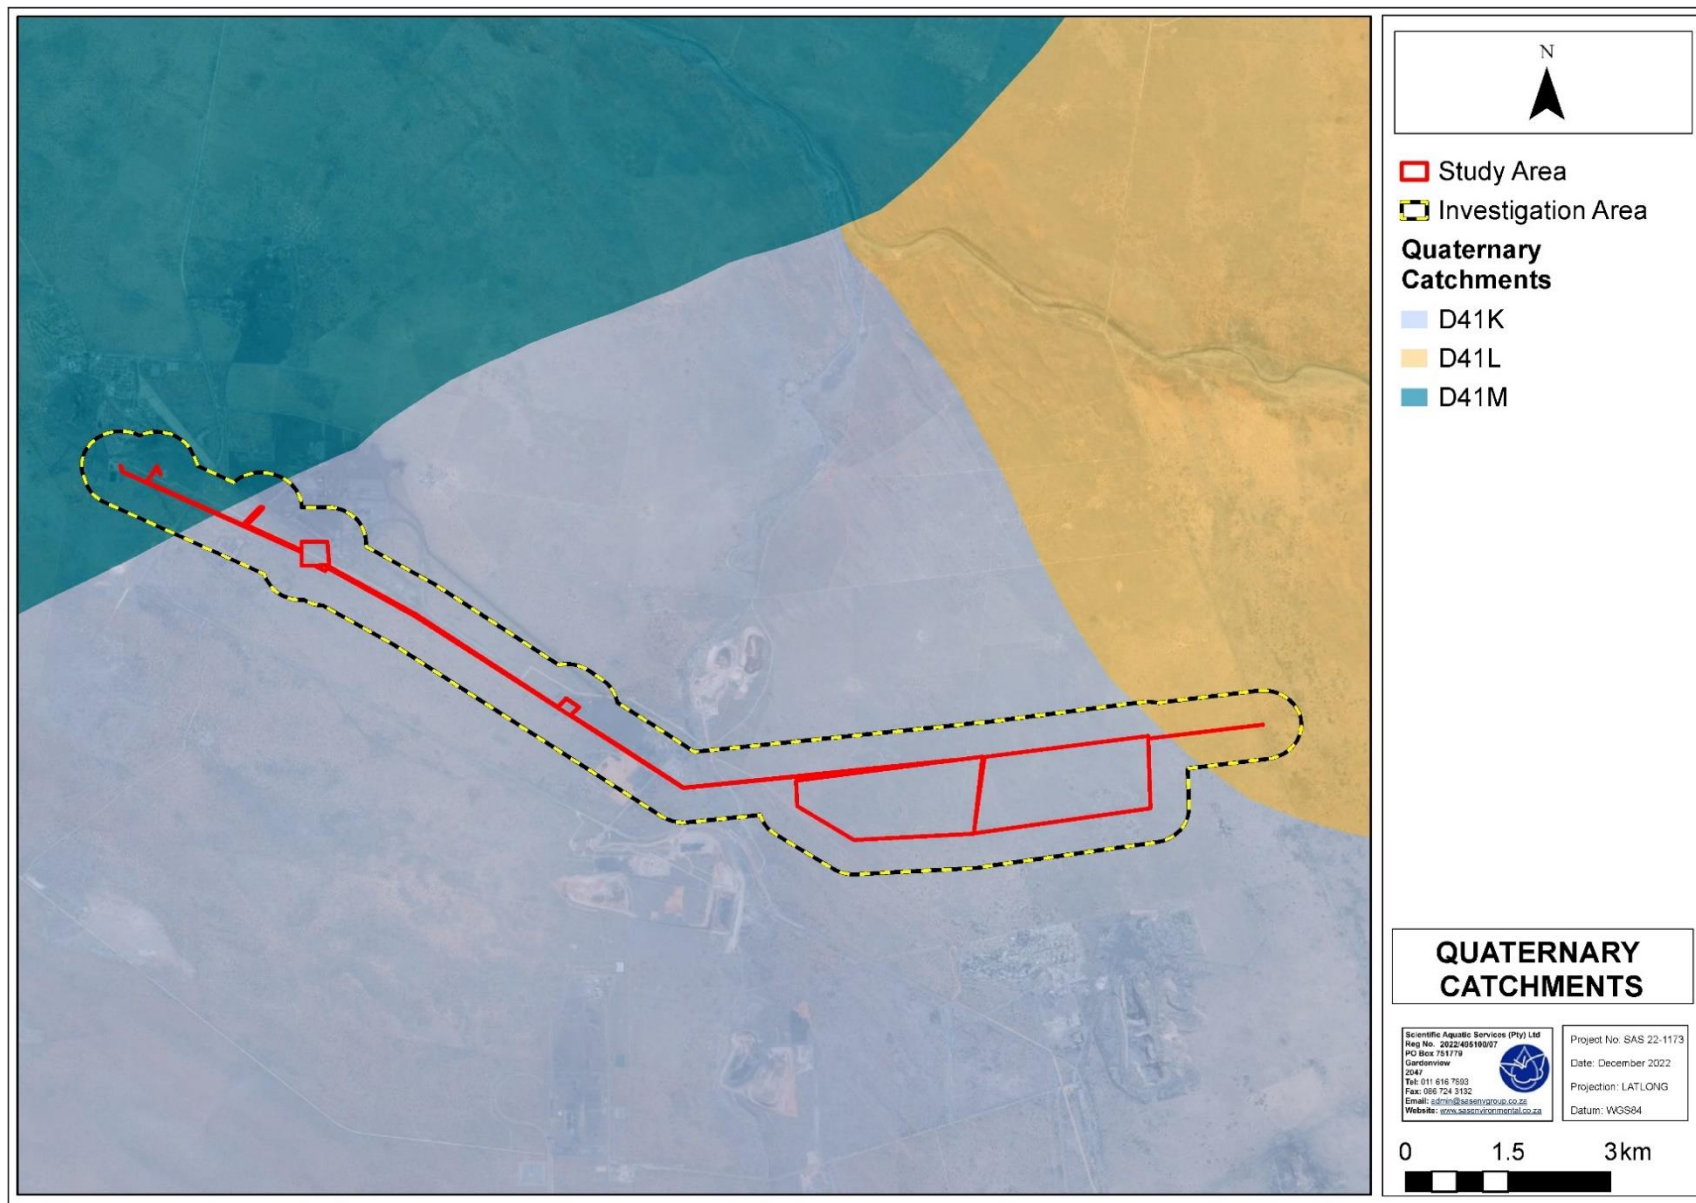 N
Study Area
Investigation Area
Quaternary
Catchments
D41K
D41L
D41M
QUATERNARY
CATCHMENTS
Scientific Aquatic Services (Pty) Ltd
Reg No. 2022/495100/07
PO Box 751779
Gardenview
2047
Tel: 011 616 7893
Fax: 086 724 3132
Email: admin@sasenvgroup.co.za
Website: www.sasenvironmental.co.za
Project No: SAS 22-1173
Date: December 2022
Projection: LATLONG
Datum: WGS84
0 1.5 3km